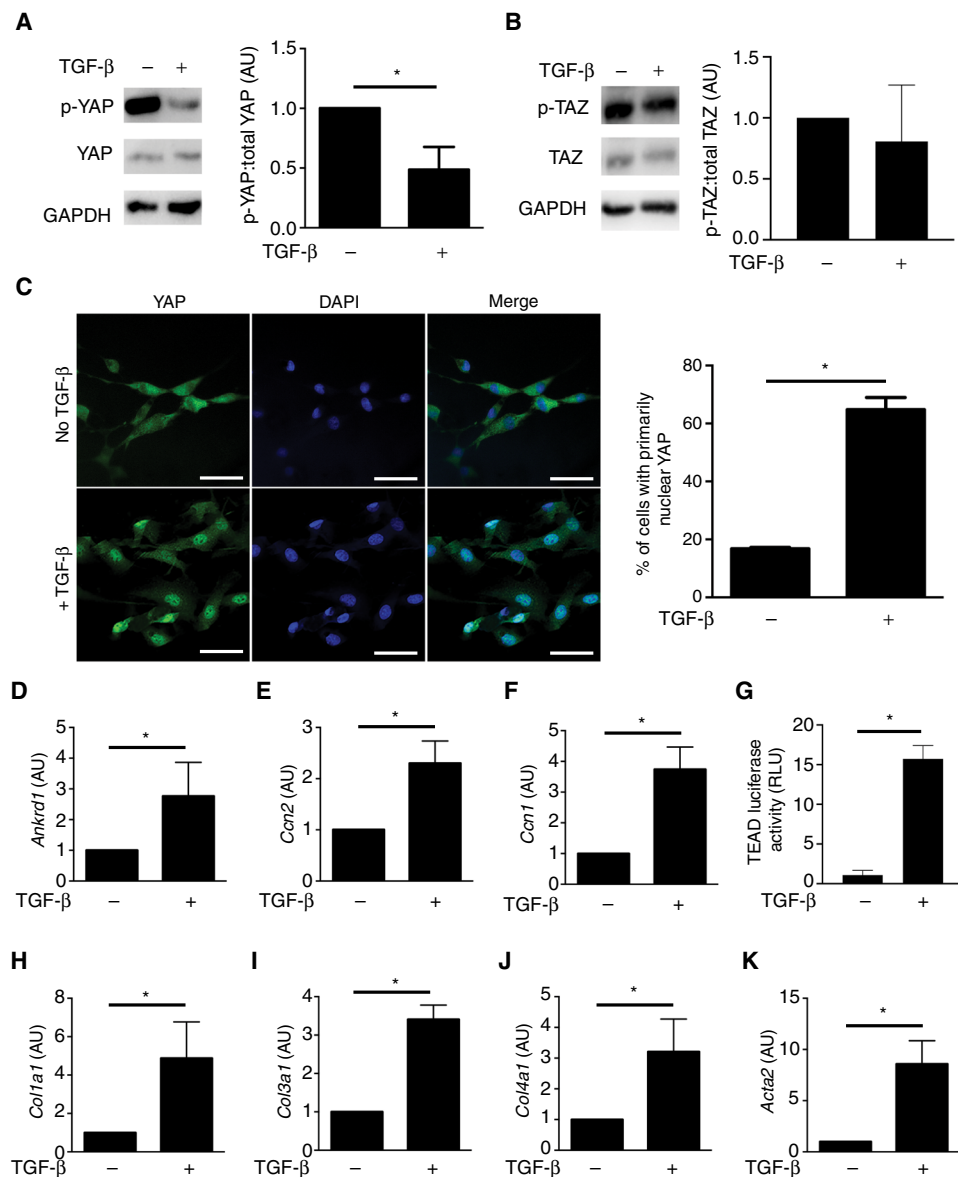 A
TGF-β – +
p-YAP
YAP
GAPDH
p-YAP:total YAP (AU)
1.5
1.0
0.5
0.0
*
TGF-β – +
B
TGF-β – +
p-TAZ
TAZ
GAPDH
p-TAZ:total TAZ (AU)
1.5
1.0
0.5
0.0
TGF-β – +
C
YAP DAPI Merge
No TGF-β
+ TGF-β
% of cells with primarily
nuclear YAP
80
60
40
20
0
*
TGF-β – +
D
Ankrd1 (AU)
5
4
3
2
1
0
*
TGF-β – +
E
Ccn2 (AU)
3
2
1
0
*
TGF-β – +
F
Ccn1 (AU)
5
4
3
2
1
0
*
TGF-β – +
G
TEAD luciferase
activity (RLU)
20
15
10
5
0
*
TGF-β – +
H
Col1a1 (AU)
8
6
4
2
0
*
TGF-β – +
I
Col3a1 (AU)
4
3
2
1
0
*
TGF-β – +
J
Col4a1 (AU)
5
4
3
2
1
0
*
TGF-β – +
K
Acta2 (AU)
15
10
5
0
*
TGF-β – +